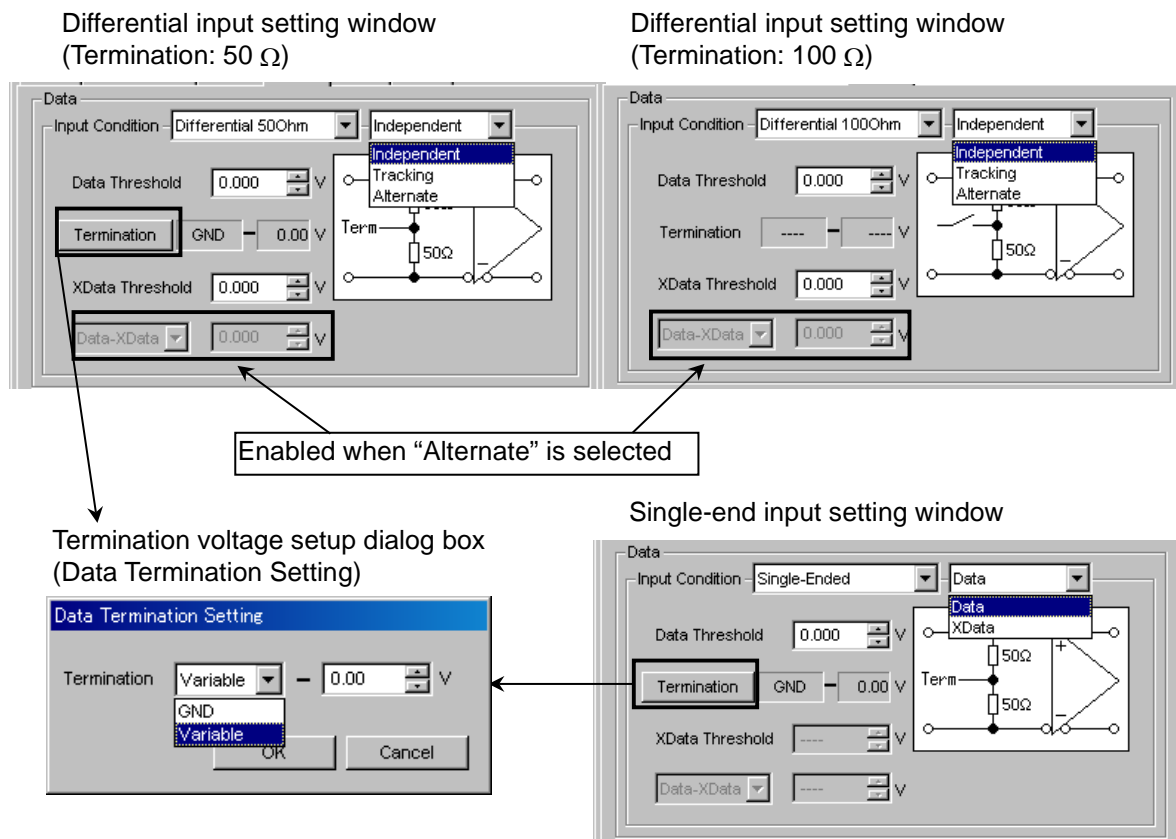 Differential input setting window
(Termination: 50 Ω)
Data
Input Condition Differential 50Ohm Independent
Independent
Tracking
Alternate
Data Threshold 0.000 V
Termination GND – 0.00 V
Term
50Ω
–
XData Threshold 0.000 V
Data-XData 0.000 V
Differential input setting window
(Termination: 100 Ω)
Data
Input Condition Differential 100Ohm Independent
Independent
Tracking
Alternate
Data Threshold 0.000 V
Termination ---- – ---- V
50Ω
–
XData Threshold 0.000 V
Data-XData 0.000 V
Enabled when “Alternate” is selected
Termination voltage setup dialog box
(Data Termination Setting)
Data Termination Setting
Termination Variable – 0.00 V
GND
Variable
OK Cancel
Single-end input setting window
Data
Input Condition Single-Ended Data
Data
XData
Data Threshold 0.000 V
50Ω +
Termination GND – 0.00 V
Term
50Ω
–
XData Threshold ---- V
Data-XData ---- V